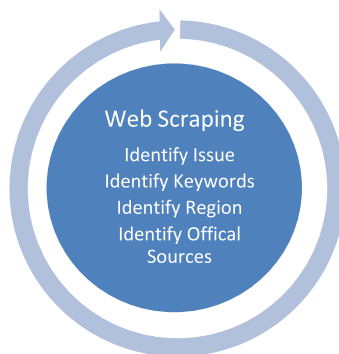 Web Scraping
Identify Issue
Identify Keywords
Identify Region
Identify Offical
Sources